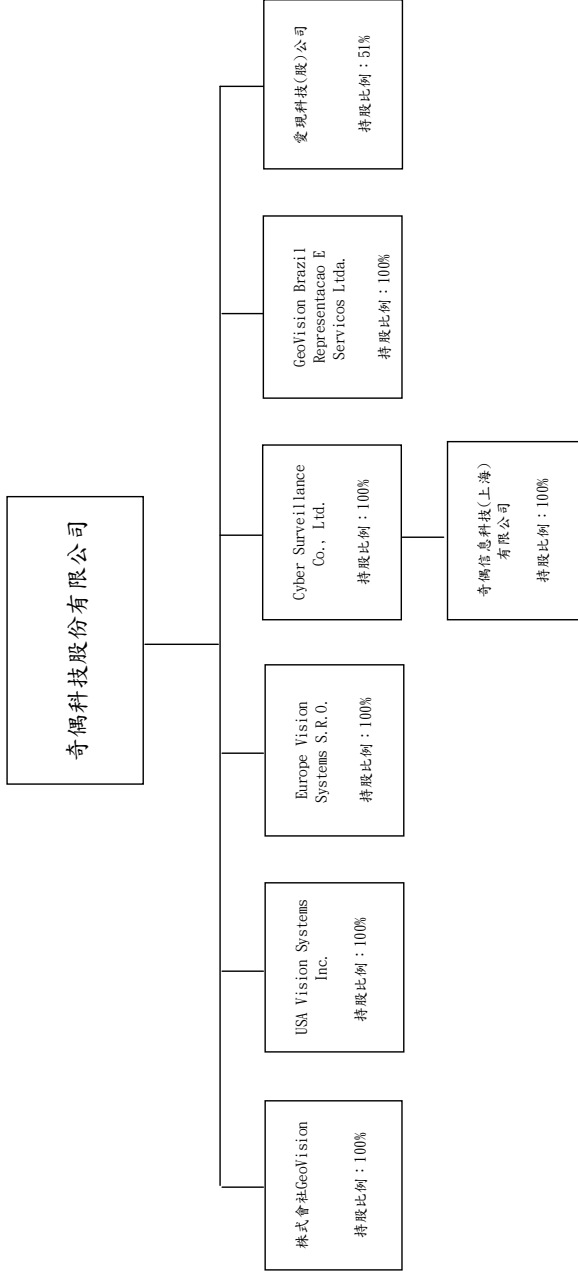 奇偶科技股份有限公司
株式會社GeoVision
持股比例：100%
USA Vision Systems
Inc.
持股比例：100%
Europe Vision
Systems S.R.O.
持股比例：100%
Cyber Surveillance
Co., Ltd.
持股比例：100%
GeoVision Brazil
Representacao E
Servicos Ltda.
持股比例：100%
愛現科技(股)公司
持股比例：51%
奇偶信息科技(上海)
有限公司
持股比例：100%